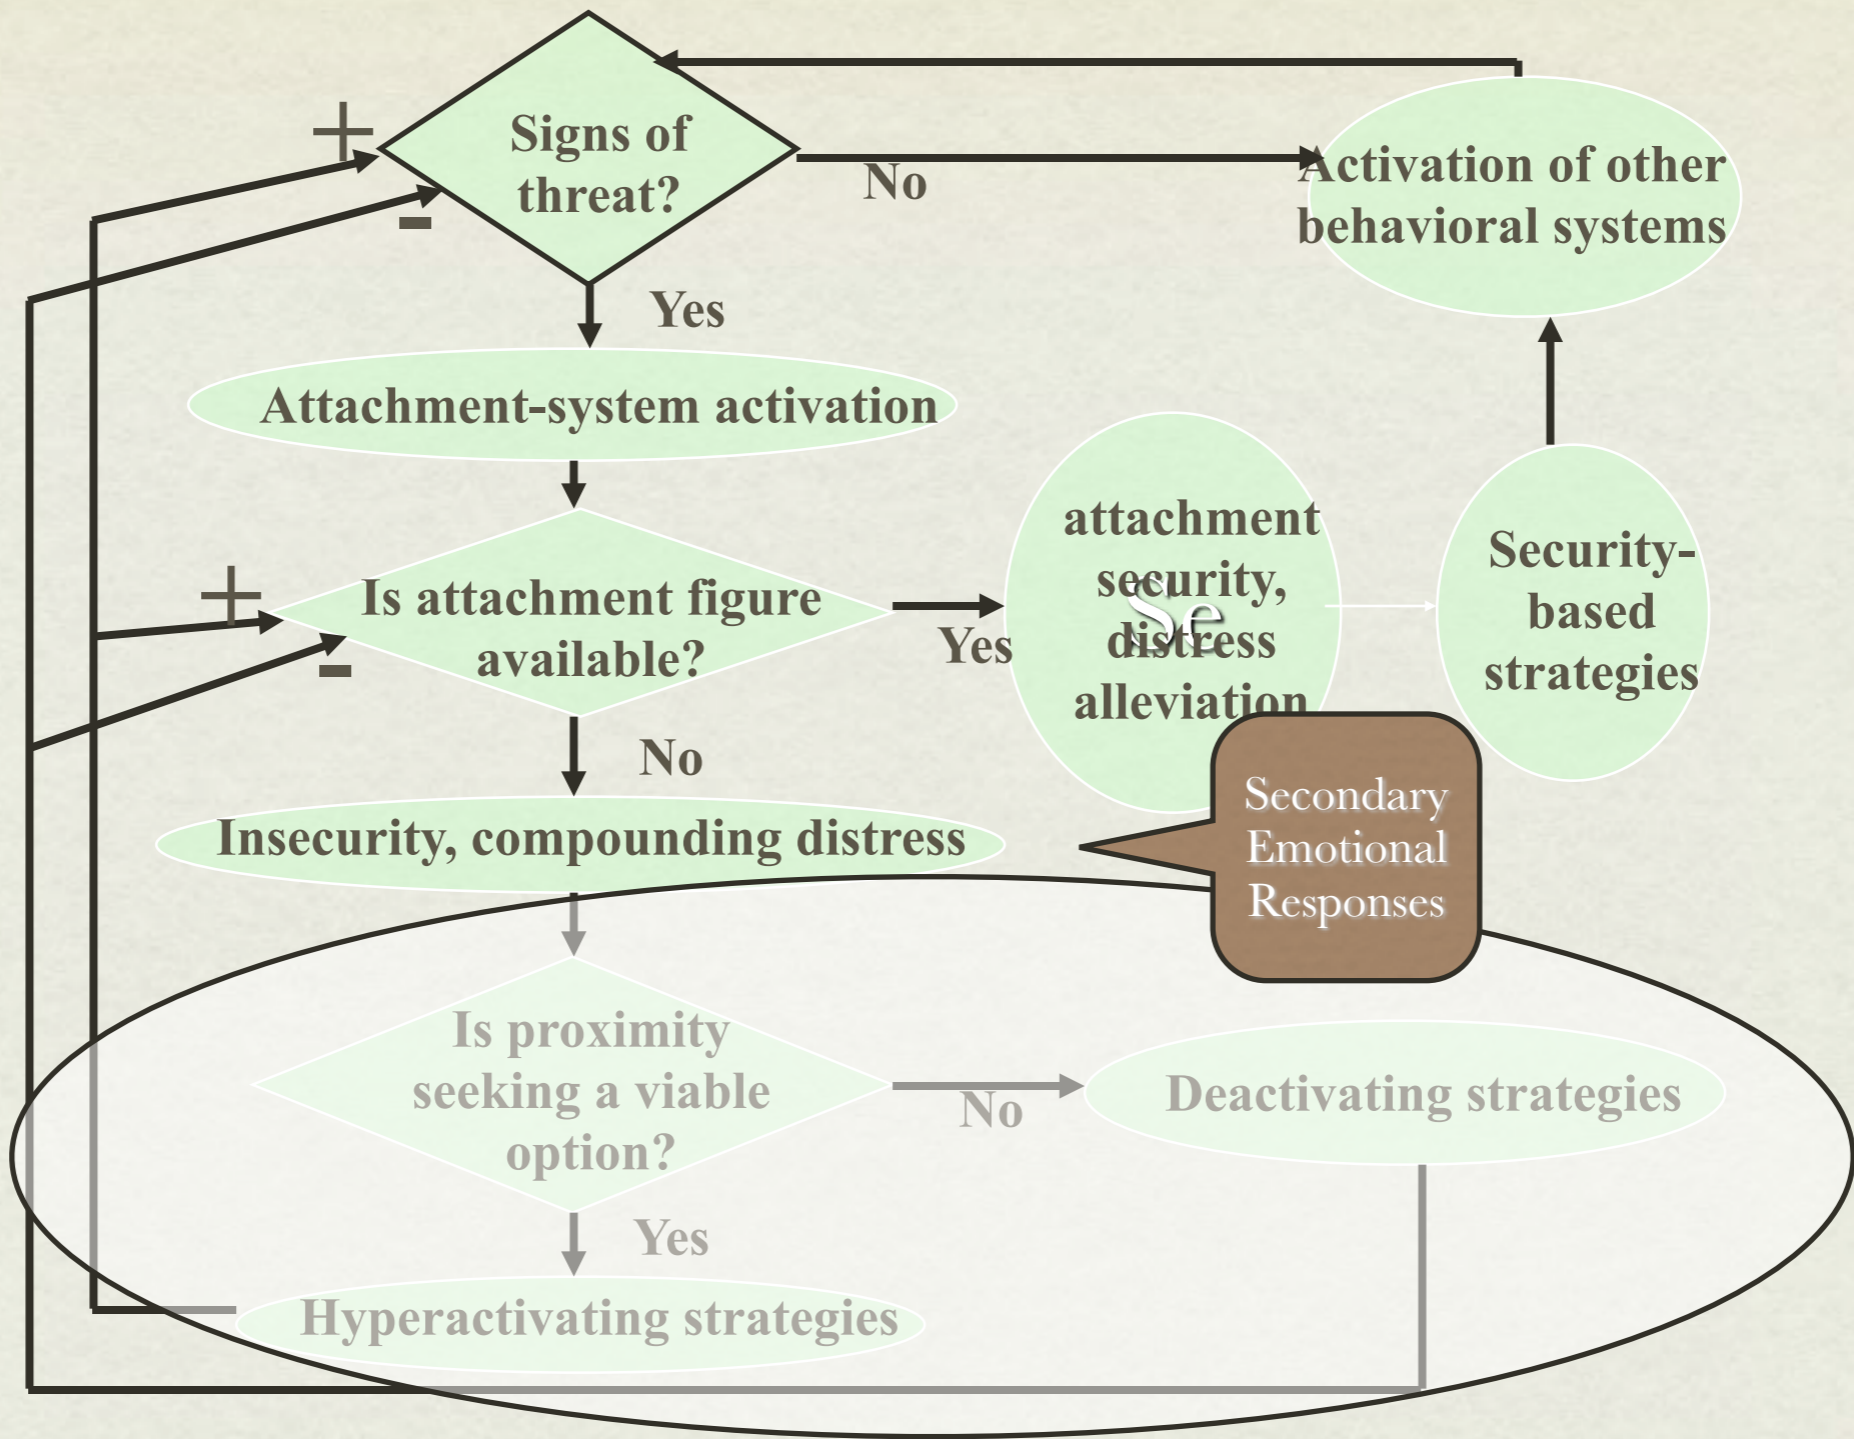 +
Signs of
threat?
-
No
Activation of other
behavioral systems
Yes
Attachment-system activation
+
Is attachment figure
available?
-
Yes
attachment
security,
distress
alleviation
Se
Security-
based
strategies
No
Insecurity, compounding distress
Secondary
Emotional
Responses
Is proximity
seeking a viable
option?
No
Deactivating strategies
Yes
Hyperactivating strategies